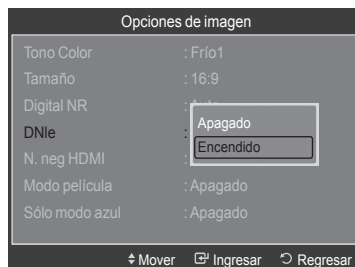 Opciones de imagen
Tono Color : Frío1
Tamaño : 16:9
Digital NR :
DNIe :
Apagado
Encendido
N. neg HDMI :
Modo película : Apagado
Sólo modo azul : Apagado
Mover Ingresar Regresar